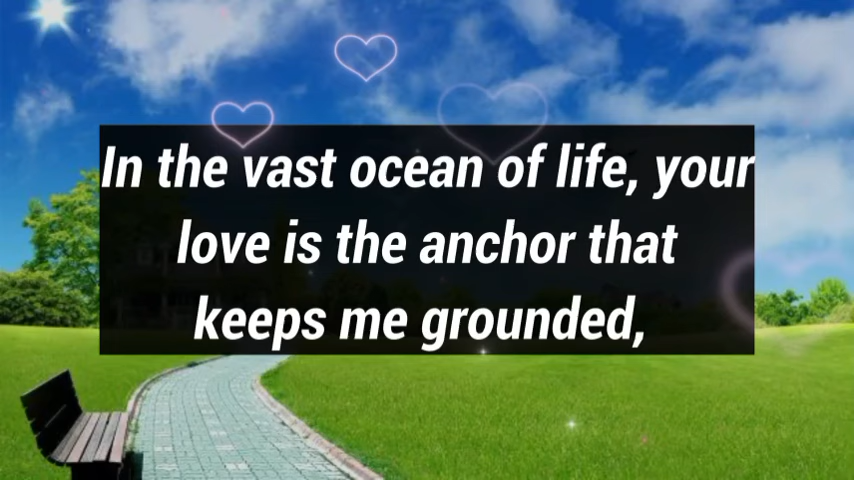 In the vast ocean of life, your
love is the anchor that
keeps me grounded,